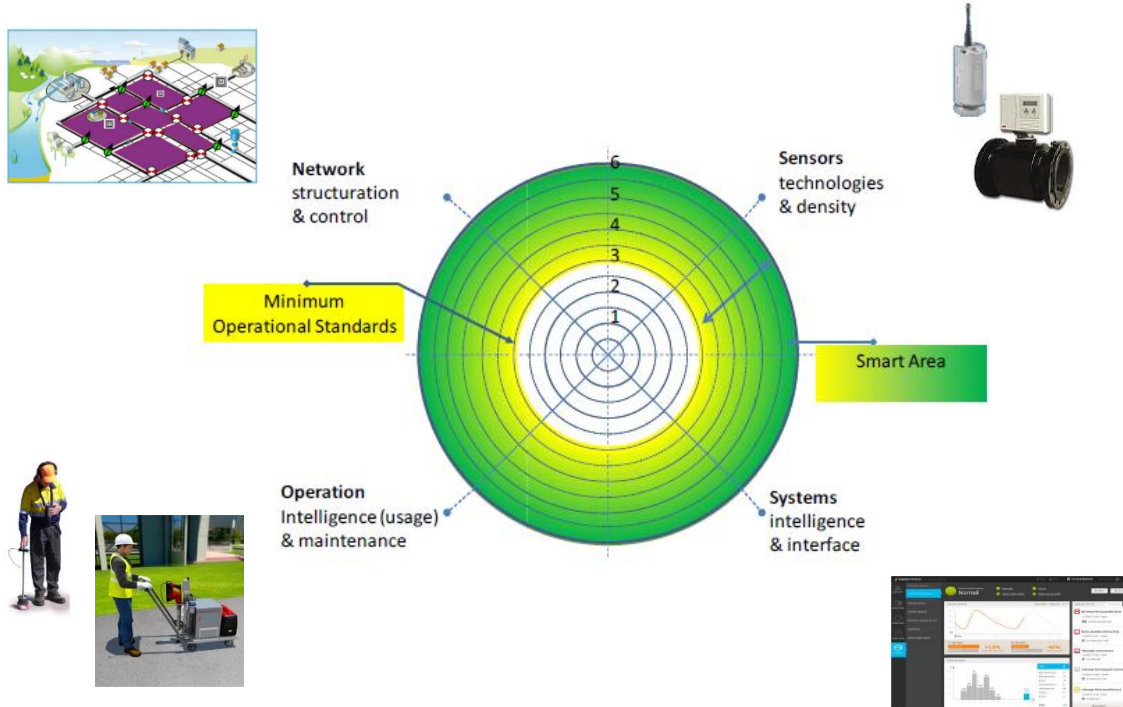 Network
structuration
& control
Sensors
technologies
& density
6
5
4
3
2
1
Minimum
Operational Standards
Smart Area
Operation
Intelligence (usage)
& maintenance
Systems
intelligence
& interface
Normal